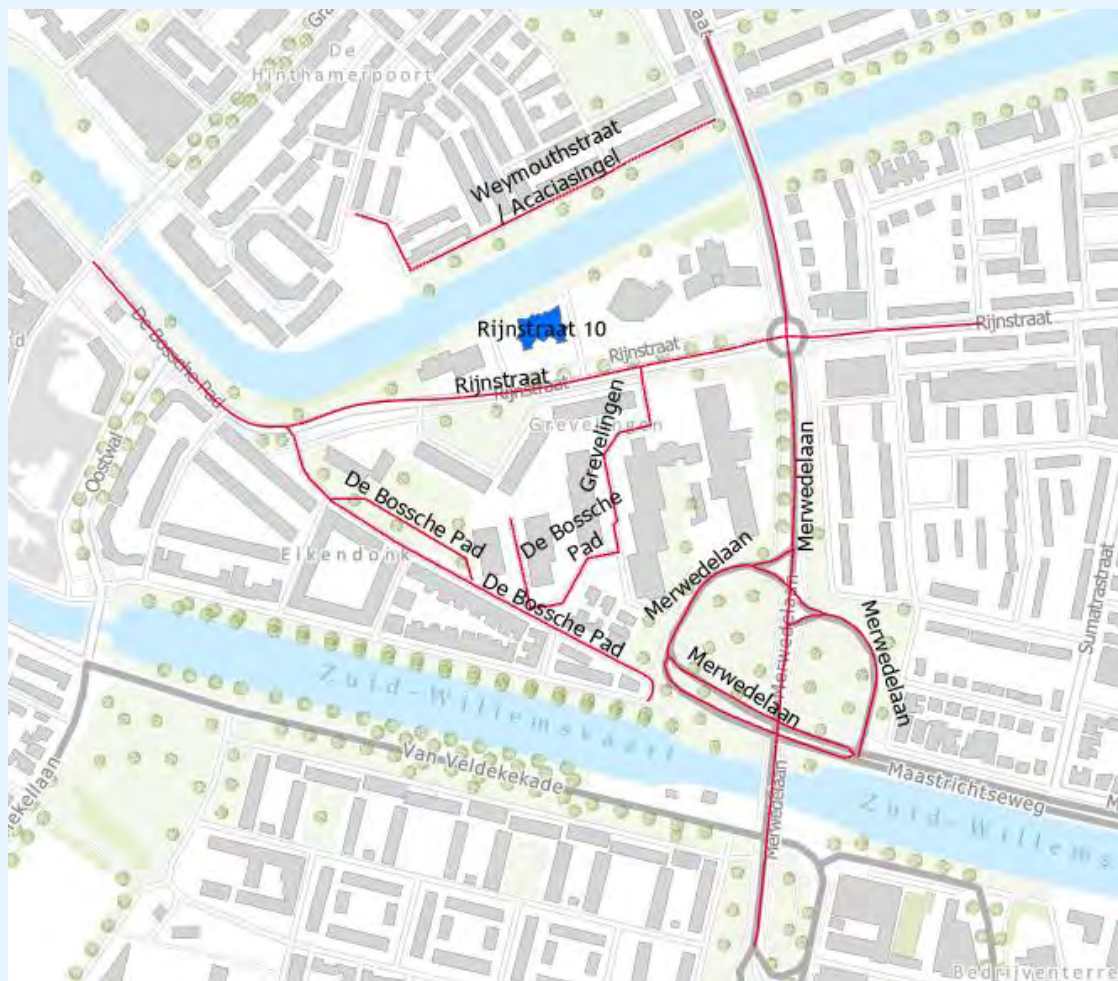 De
Hinthamerpoort
Weymouthstraat
/ Acaciasingel
Rijnstraat 10
Rijnstraat
Rijnstraat
Rijnstraat
Rijnstraat
De Bossche Pad
Oostwal
Grevelingen
Grevelingen
De Bossche
Pad
De Bossche Pad
Eikendonk
De Bossche Pad
Merwedelaan
Merwedelaan
Merwedelaan
Merwedelaan
Merwedelaan
Merwedelaan
Sumatrastraat
Zuid-Willemsvaart
Van Veldekekade
Maastrichtseweg
Zuid-Willems
Bedrijventerre